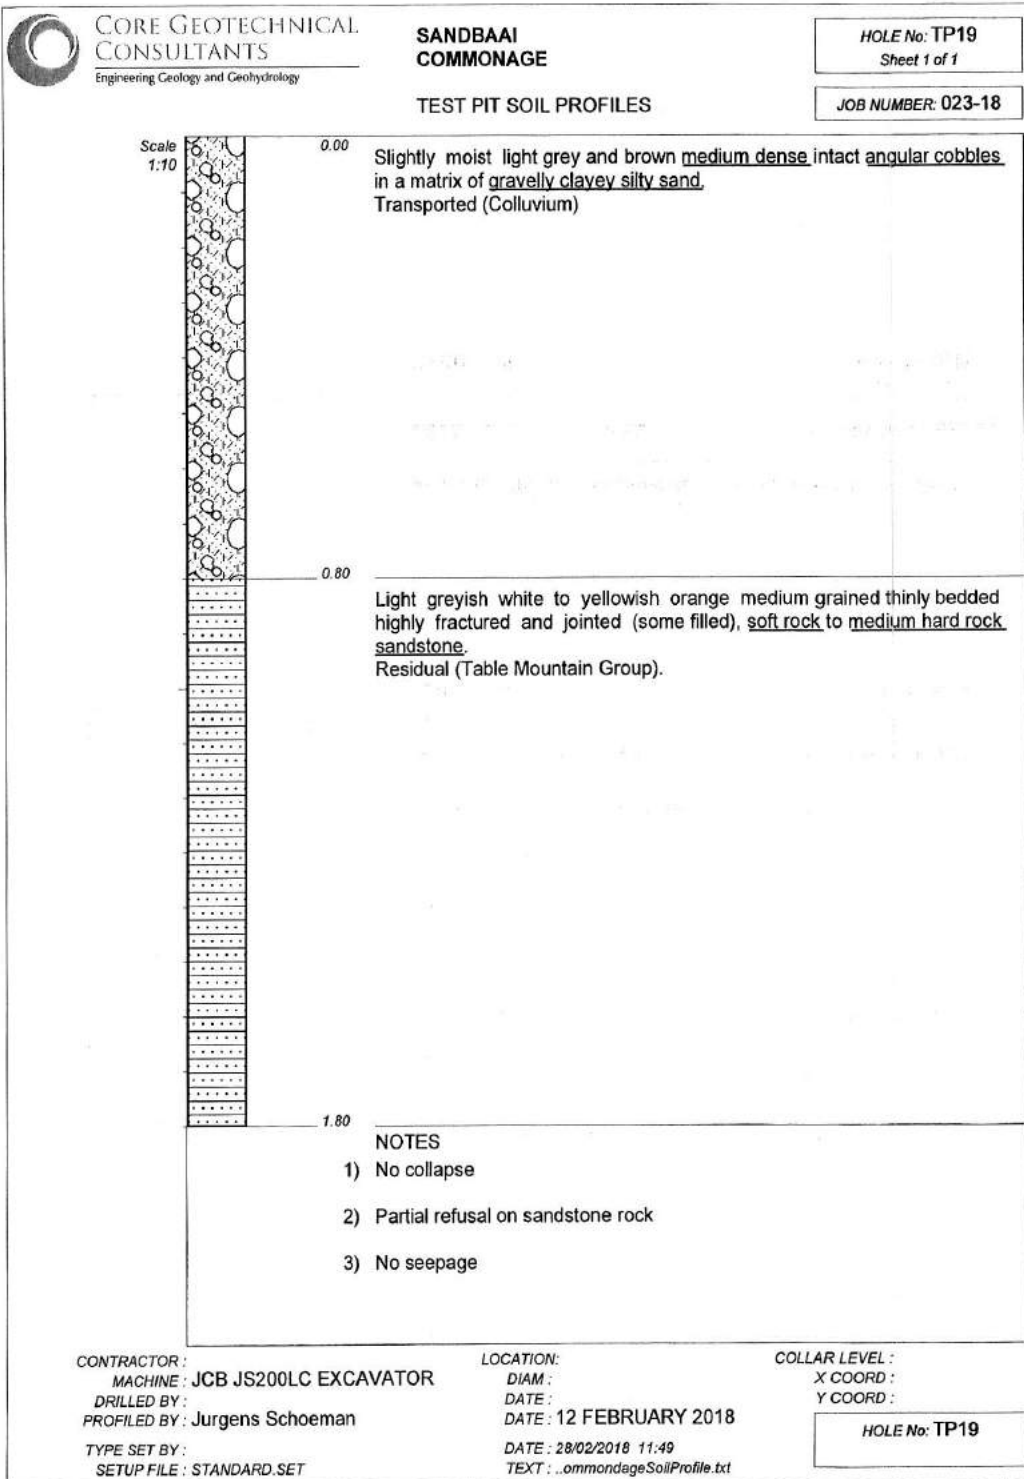 CORE GEOTECHNICAL
CONSULTANTS
Engineering Geology and Geohydrology
SANDBAAI
COMMONAGE
TEST PIT SOIL PROFILES
HOLE No: TP19
Sheet 1 of 1
JOB NUMBER: 023-18
Scale
1:10
0.00
Slightly moist light grey and brown medium dense intact angular cobbles
in a matrix of gravelly clayey silty sand.
Transported (Colluvium)
0.80
Light greyish white to yellowish orange medium grained thinly bedded
highly fractured and jointed (some filled), soft rock to medium hard rock
sandstone.
Residual (Table Mountain Group).
1.80
NOTES
1) No collapse
2) Partial refusal on sandstone rock
3) No seepage
CONTRACTOR :
MACHINE : JCB JS200LC EXCAVATOR
DRILLED BY :
PROFILED BY : Jurgens Schoeman
TYPE SET BY :
SETUP FILE : STANDARD.SET
LOCATION:
DIAM :
DATE :
DATE : 12 FEBRUARY 2018
DATE : 28/02/2018 11:49
TEXT : ..ommondageSoilProfile.txt
COLLAR LEVEL :
X COORD :
Y COORD :
HOLE No: TP19